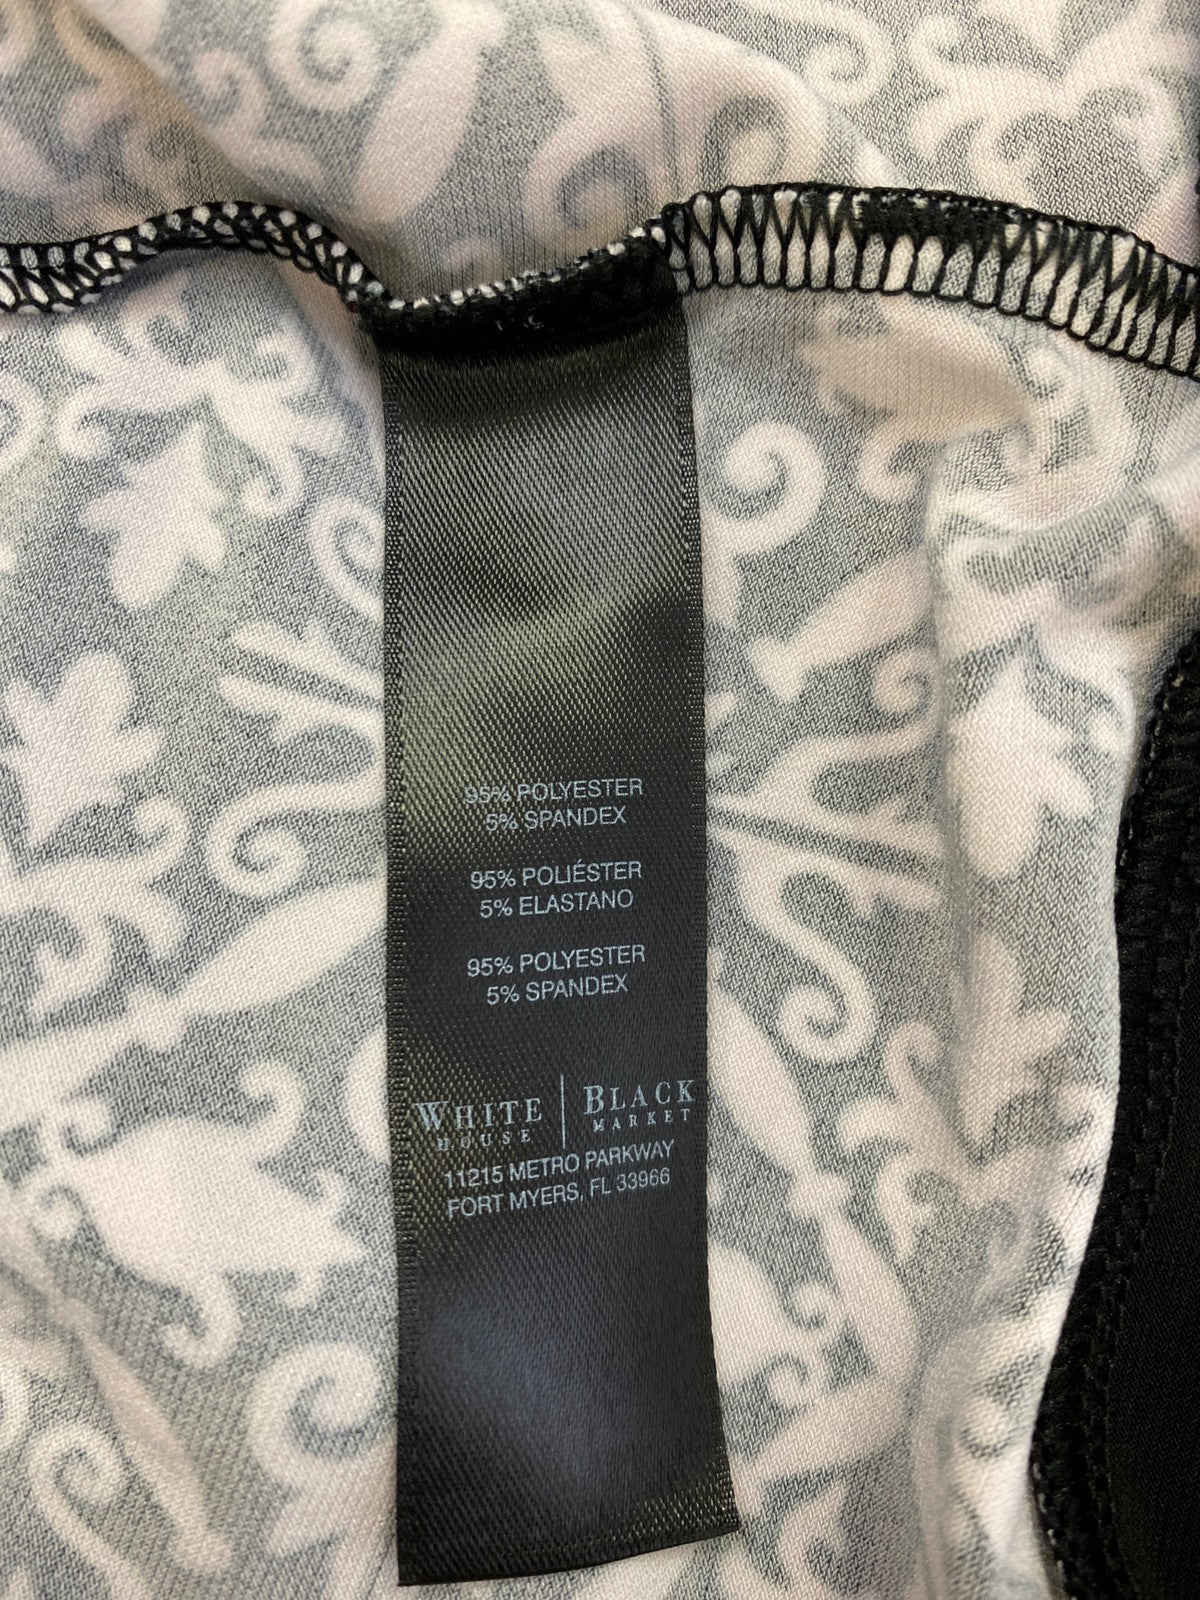 95% POLYESTER
5% SPANDEX
95% POLIÉSTER
5% ELASTANO
95% POLYESTER
5% SPANDEX
WHITE HOUSE | BLACK MARKET
11215 METRO PARKWAY
FORT MYERS, FL 33966